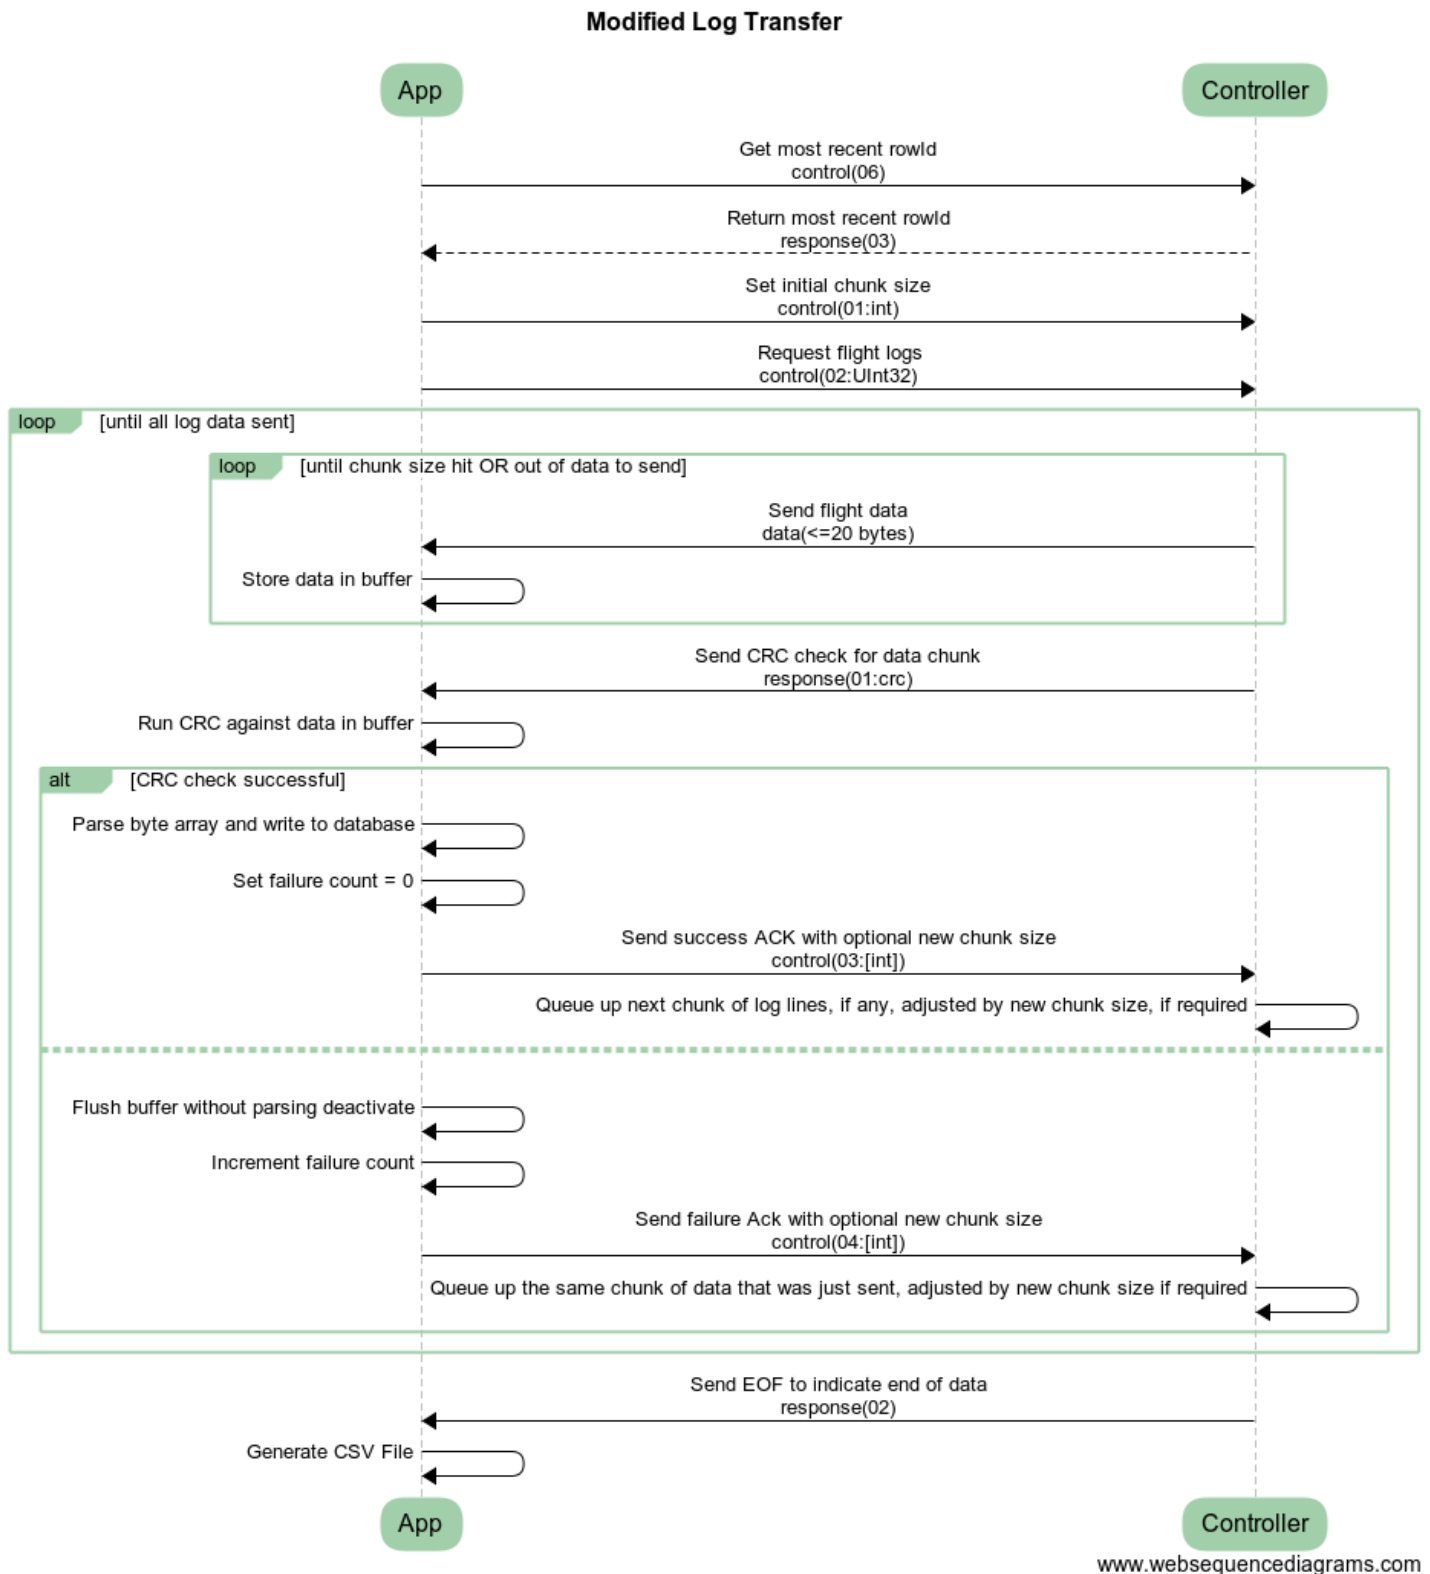 Modified Log Transfer
App
Controller
Get most recent rowId
control(06)
Return most recent rowId
response(03)
Set initial chunk size
control(01:int)
Request flight logs
control(02:UInt32)
loop [until all log data sent]
loop [until chunk size hit OR out of data to send]
Send flight data
data(<=20 bytes)
Store data in buffer
Send CRC check for data chunk
response(01:crc)
Run CRC against data in buffer
alt [CRC check successful]
Parse byte array and write to database
Set failure count = 0
Send success ACK with optional new chunk size
control(03:[int])
Queue up next chunk of log lines, if any, adjusted by new chunk size, if required
Flush buffer without parsing deactivate
Increment failure count
Send failure Ack with optional new chunk size
control(04:[int])
Queue up the same chunk of data that was just sent, adjusted by new chunk size if required
Send EOF to indicate end of data
response(02)
Generate CSV File
App
Controller
www.websequencediagrams.com